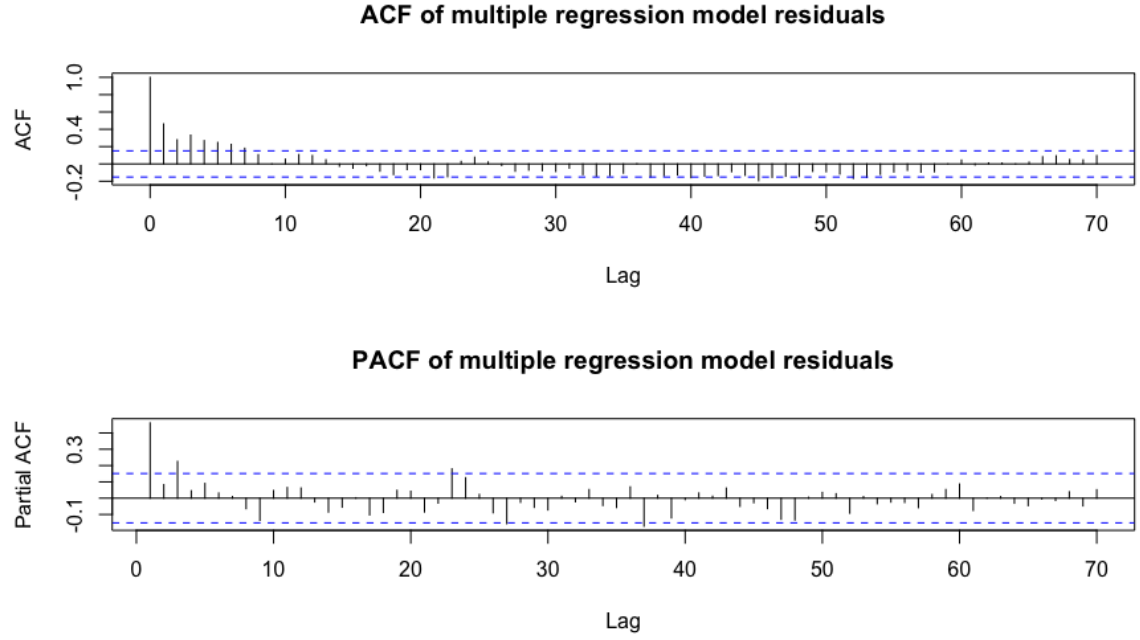 ACF of multiple regression model residuals
ACF
1.0
0.4
-0.2
0 10 20 30 40 50 60 70
Lag
PACF of multiple regression model residuals
Partial ACF
0.3
-0.1
0 10 20 30 40 50 60 70
Lag